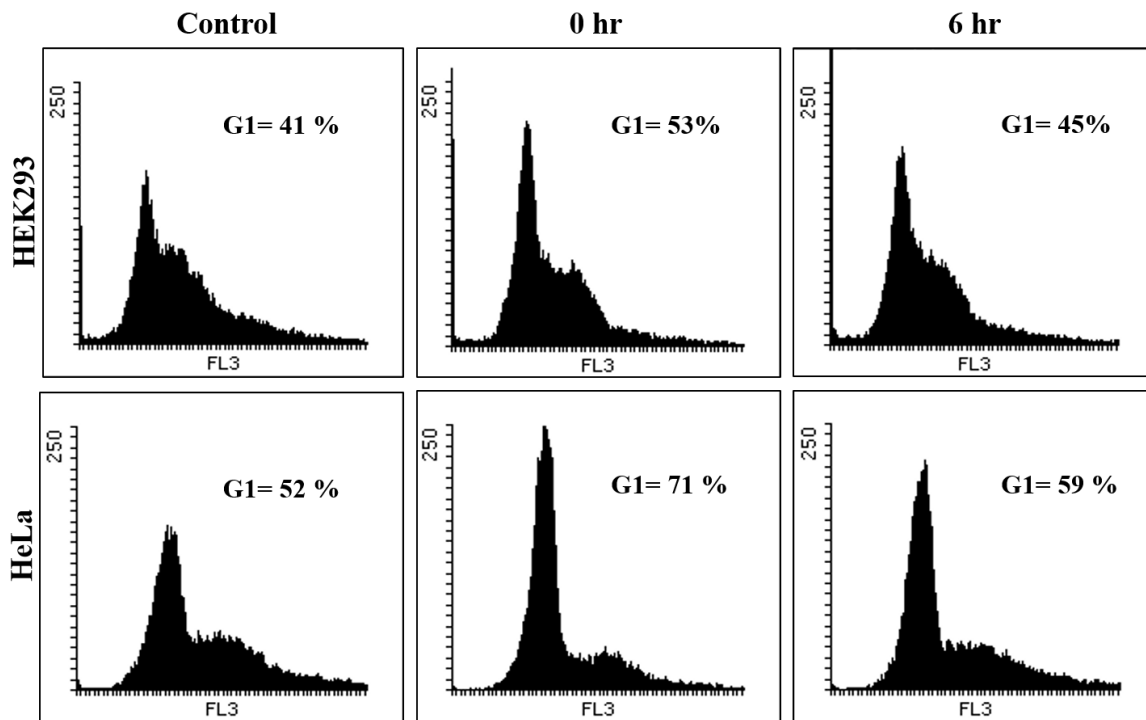 Control
0 hr
6 hr
HEK293
250
G1= 41 %
FL3
250
G1= 53%
FL3
250
G1= 45%
FL3
HeLa
250
G1= 52 %
FL3
250
G1= 71 %
FL3
250
G1= 59 %
FL3